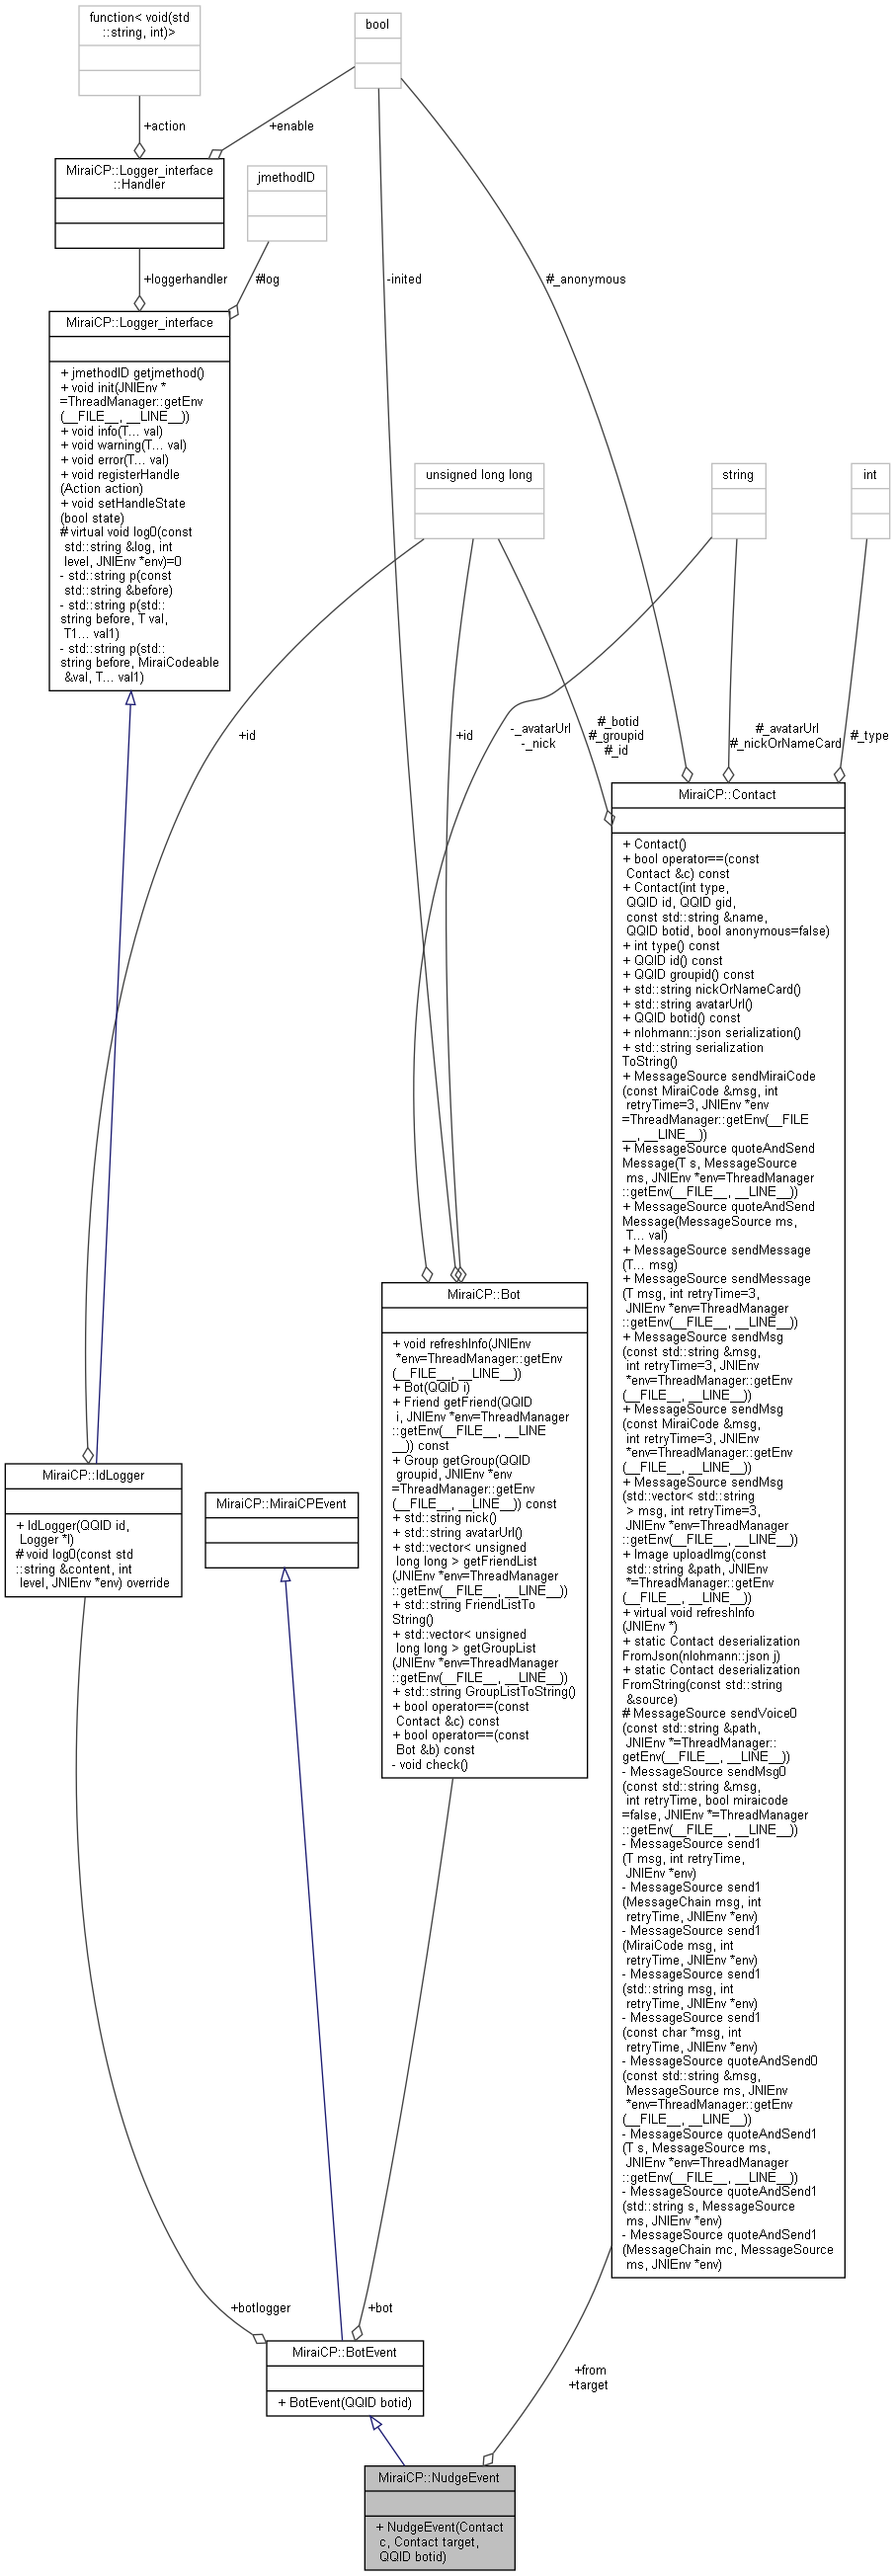 function< void(std
::string, int)>
bool
+action
+enable
MiraiCP::Logger_interface
::Handler
jmethodID
+loggerhandler
#log
-inited
#_anonymous
MiraiCP::Logger_interface
+ jmethodID getjmethod()
+ void init(JNIEnv *
=ThreadManager::getEnv
(__FILE__, __LINE__))
+ void info(T... val)
+ void warning(T... val)
+ void error(T... val)
+ void registerHandle
(Action action)
+ void setHandleState
(bool state)
# virtual void log0(const
std::string &log, int
level, JNIEnv *env)=0
- std::string p(const
std::string &before)
- std::string p(std::
string before, T val,
T1... val1)
- std::string p(std::
string before, MiraiCodeable
&val, T... val1)
unsigned long long
string
int
+id
-_avatarUrl
-_nick
+id
#_botid
#_groupid
#_id
#_avatarUrl
#_nickOrNameCard
#_type
MiraiCP::Contact
+ Contact()
+ bool operator==(const
Contact &c) const
+ Contact(int type,
QQID id, QQID gid,
const std::string &name,
QQID botid, bool anonymous=false)
+ int type() const
+ QQID id() const
+ QQID groupid() const
+ std::string nickOrNameCard()
+ std::string avatarUrl()
+ QQID botid() const
+ nlohmann::json serialization()
+ std::string serialization
ToString()
+ MessageSource sendMiraiCode
(const MiraiCode &msg, int
retryTime=3, JNIEnv *env
=ThreadManager::getEnv(__FILE
__, __LINE__))
+ MessageSource quoteAndSend
Message(T s, MessageSource
ms, JNIEnv *env=ThreadManager
::getEnv(__FILE__, __LINE__))
+ MessageSource quoteAndSend
Message(MessageSource ms,
T... val)
+ MessageSource sendMessage
(T... msg)
+ MessageSource sendMessage
(T msg, int retryTime=3,
JNIEnv *env=ThreadManager
::getEnv(__FILE__, __LINE__))
+ MessageSource sendMsg
(const std::string &msg,
int retryTime=3, JNIEnv
*env=ThreadManager::getEnv
(__FILE__, __LINE__))
+ MessageSource sendMsg
(const MiraiCode &msg,
int retryTime=3, JNIEnv
*env=ThreadManager::getEnv
(__FILE__, __LINE__))
+ MessageSource sendMsg
(std::vector< std::string
> msg, int retryTime=3,
JNIEnv *env=ThreadManager
::getEnv(__FILE__, __LINE__))
+ Image uploadImg(const
std::string &path, JNIEnv
*=ThreadManager::getEnv
(__FILE__, __LINE__))
+ virtual void refreshInfo
(JNIEnv *)
+ static Contact deserialization
FromJson(nlohmann::json j)
+ static Contact deserialization
FromString(const std::string
&source)
# MessageSource sendVoice0
(const std::string &path,
JNIEnv *=ThreadManager::
getEnv(__FILE__, __LINE__))
- MessageSource sendMsg0
(const std::string &msg,
int retryTime, bool miraicode
=false, JNIEnv *=ThreadManager
::getEnv(__FILE__, __LINE__))
- MessageSource send1
(T msg, int retryTime,
JNIEnv *env)
- MessageSource send1
(MessageChain msg, int
retryTime, JNIEnv *env)
- MessageSource send1
(MiraiCode msg, int
retryTime, JNIEnv *env)
- MessageSource send1
(std::string msg, int
retryTime, JNIEnv *env)
- MessageSource send1
(const char *msg, int
retryTime, JNIEnv *env)
- MessageSource quoteAndSend0
(const std::string &msg,
MessageSource ms, JNIEnv
*env=ThreadManager::getEnv
(__FILE__, __LINE__))
- MessageSource quoteAndSend1
(T s, MessageSource ms,
JNIEnv *env=ThreadManager
::getEnv(__FILE__, __LINE__))
- MessageSource quoteAndSend1
(std::string s, MessageSource
ms, JNIEnv *env)
- MessageSource quoteAndSend1
(MessageChain mc, MessageSource
ms, JNIEnv *env)
MiraiCP::Bot
+ void refreshInfo(JNIEnv
*env=ThreadManager::getEnv
(__FILE__, __LINE__))
+ Bot(QQID i)
+ Friend getFriend(QQID
i, JNIEnv *env=ThreadManager
::getEnv(__FILE__, __LINE
__)) const
+ Group getGroup(QQID
groupid, JNIEnv *env
=ThreadManager::getEnv
(__FILE__, __LINE__)) const
+ std::string nick()
+ std::string avatarUrl()
+ std::vector< unsigned
long long > getFriendList
(JNIEnv *env=ThreadManager
::getEnv(__FILE__, __LINE__))
+ std::string FriendListTo
String()
+ std::vector< unsigned
long long > getGroupList
(JNIEnv *env=ThreadManager
::getEnv(__FILE__, __LINE__))
+ std::string GroupListToString()
+ bool operator==(const
Contact &c) const
+ bool operator==(const
Bot &b) const
- void check()
MiraiCP::IdLogger
+ IdLogger(QQID id,
Logger *l)
# void log0(const std
::string &content, int
level, JNIEnv *env) override
MiraiCP::MiraiCPEvent
+botlogger
+bot
MiraiCP::BotEvent
+ BotEvent(QQID botid)
+from
+target
MiraiCP::NudgeEvent
+ NudgeEvent(Contact
c, Contact target,
QQID botid)